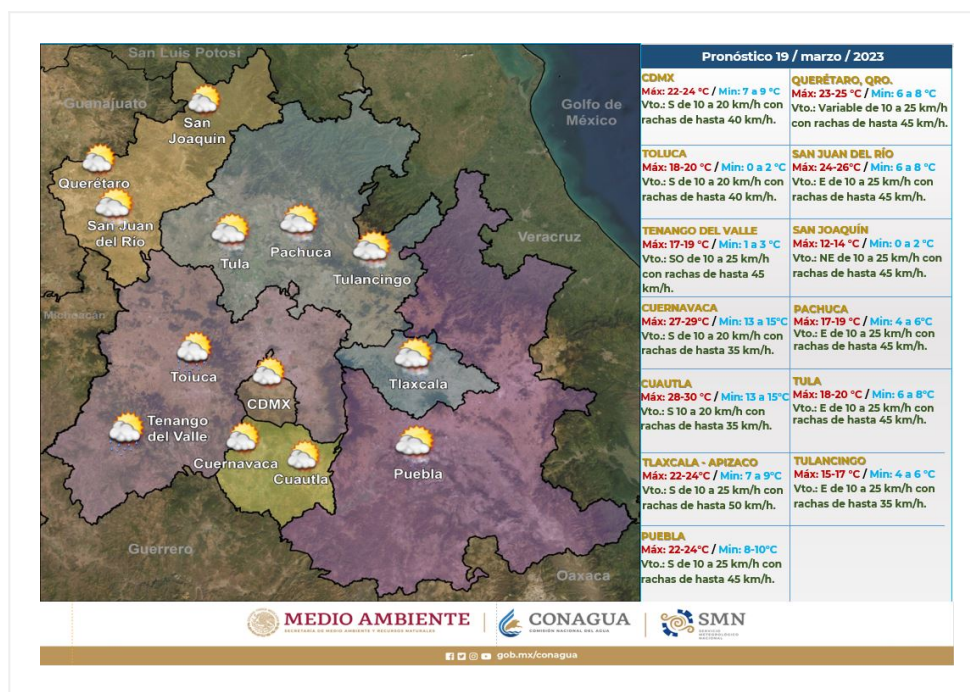 San Luis Potosí
Guanajuato
San
Joaquín
Querétaro
San Juan
del Río
Golfo de
México
Tula
Pachuca
Tulancingo
Veracruz
Michoacán
Toluca
CDMX
Tlaxcala
Tenango
del Valle
Cuernavaca
Cuautla
Puebla
Guerrero
Oaxaca
Pronóstico 19 / marzo / 2023
CDMX
Máx: 22-24 °C / Min: 7 a 9 °C
Vto.: S de 10 a 20 km/h con
rachas de hasta 40 km/h.
QUERÉTARO, QRO.
Máx: 23-25 °C / Min: 6 a 8 °C
Vto.: Variable de 10 a 25 km/h
con rachas de hasta 45 km/h.
TOLUCA
Máx: 18-20 °C / Min: 0 a 2 °C
Vto.: S de 10 a 20 km/h con
rachas de hasta 40 km/h.
SAN JUAN DEL RÍO
Máx: 24-26°C / Min: 6 a 8 °C
Vto.: E de 10 a 25 km/h con
rachas de hasta 45 km/h.
TENANGO DEL VALLE
Máx: 17-19 °C / Min: 1 a 3 °C
Vto.: SO de 10 a 25 km/h
con rachas de hasta 45
km/h.
SAN JOAQUÍN
Máx: 12-14 °C / Min: 0 a 2 °C
Vto.: NE de 10 a 25 km/h con
rachas de hasta 45 km/h.
CUERNAVACA
Máx: 27-29°C / Min: 13 a 15°C
Vto.: S de 10 a 20 km/h con
rachas de hasta 35 km/h.
PACHUCA
Máx: 17-19 °C / Min: 4 a 6°C
Vto.: E de 10 a 25 km/h con
rachas de hasta 45 km/h.
CUAUTLA
Máx: 28-30 °C / Min: 13 a 15°C
Vto.: S 10 a 20 km/h con
rachas de hasta 35 km/h.
TULA
Máx: 18-20 °C / Min: 6 a 8°C
Vto.: E de 10 a 25 km/h con
rachas de hasta 45 km/h.
TLAXCALA - APIZACO
Máx: 22-24°C / Min: 7 a 9°C
Vto.: S de 10 a 25 km/h con
rachas de hasta 50 km/h.
TULANCINGO
Máx: 15-17 °C / Min: 4 a 6 °C
Vto.: E de 10 a 25 km/h con
rachas de hasta 35 km/h.
PUEBLA
Máx: 22-24°C / Min: 8-10°C
Vto.: S de 10 a 25 km/h con
rachas de hasta 45 km/h.
MEDIO AMBIENTE
SECRETARÍA DE MEDIO AMBIENTE Y RECURSOS NATURALES
CONAGUA
COMISIÓN NACIONAL DEL AGUA
SMN
SERVICIO
METEOROLÓGICO
NACIONAL
gob.mx/conagua